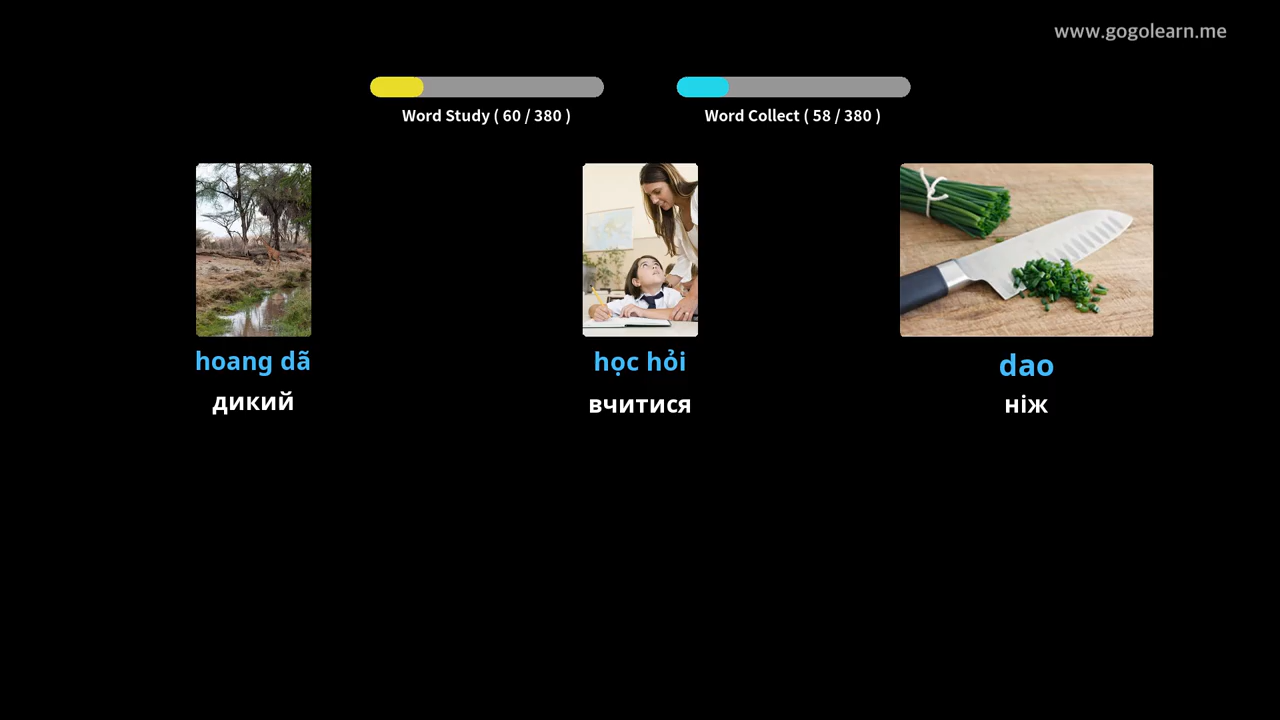 www.gogolearn.me
Word Study ( 60 / 380 )
Word Collect ( 58 / 380 )
hoang dã
дикий
học hỏi
вчитися
dao
ніж